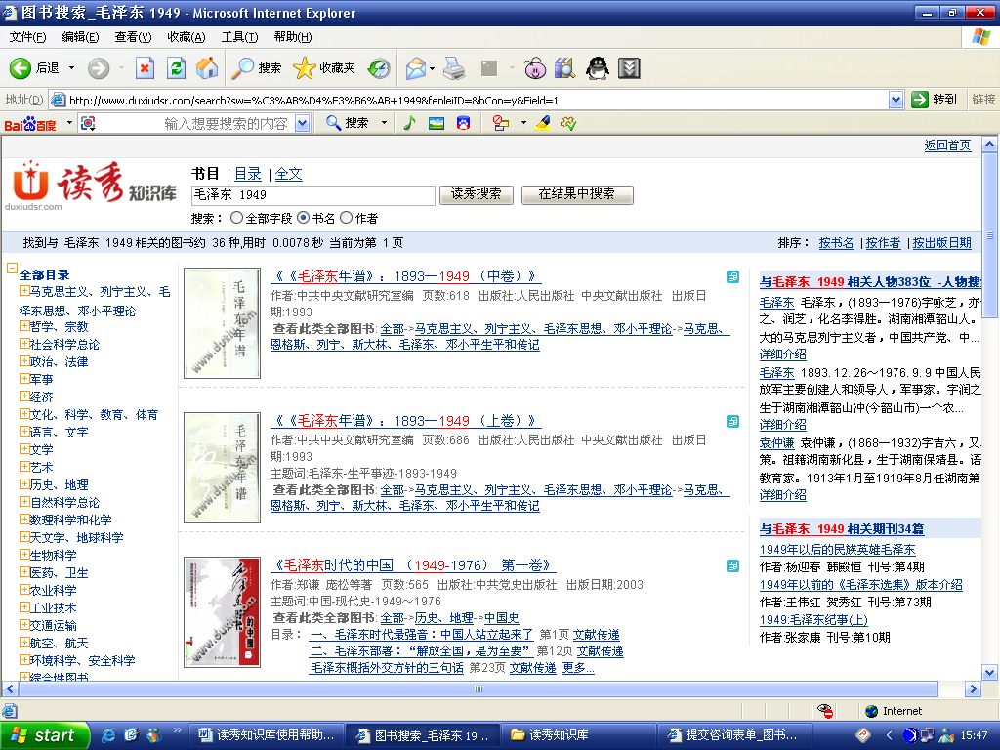 图书搜索_毛泽东 1949 - Microsoft Internet Explorer
文件(F) 编辑(E) 查看(V) 收藏(A) 工具(T) 帮助(H)
后退 搜索 收藏夹
地址(D) http://www.duxiudsr.com/search?sw=%C3%AB%D4%F3%B6%AB+1949&fenleiID=&bCon=y&Field=1 转到 链接
Bai百度 输入想要搜索的内容 搜索
返回首页
读秀知识库
duxiudsr.com
书目 | 目录 | 全文
毛泽东 1949 读秀搜索 在结果中搜索
搜索： 全部字段 书名 作者
找到与 毛泽东 1949 相关的图书约 36 种,用时 0.0078 秒 当前为第 1 页 排序： 按书名 | 按作者 | 按出版日期
全部目录
马克思主义、列宁主义、毛
泽东思想、邓小平理论
哲学、宗教
社会科学总论
政治、法律
军事
经济
文化、科学、教育、体育
语言、文字
文学
艺术
历史、地理
自然科学总论
数理科学和化学
天文学、地球科学
生物科学
医药、卫生
农业科学
工业技术
交通运输
航空、航天
环境科学、安全科学
综合性图书
毛泽东年谱
www.duxiu.com
《《毛泽东年谱》：1893—1949 （中卷）》
作者:中共中央文献研究室编 页数:618 出版社:人民出版社 中央文献出版社 出版日
期:1993
查看此类全部图书: 全部->马克思主义、列宁主义、毛泽东思想、邓小平理论->马克思、
恩格斯、列宁、斯大林、毛泽东、邓小平生平和传记
毛泽东年谱
www.duxiu.com
《《毛泽东年谱》：1893—1949 （上卷）》
作者:中共中央文献研究室编 页数:686 出版社:人民出版社 中央文献出版社 出版日
期:1993
主题词:毛泽东-生平事迹-1893-1949
查看此类全部图书: 全部->马克思主义、列宁主义、毛泽东思想、邓小平理论->马克思、
恩格斯、列宁、斯大林、毛泽东、邓小平生平和传记
毛泽东时代的中国
www.duxiu.com
《毛泽东时代的中国 （1949-1976） 第一卷》
作者:郑谦 庞松等著 页数:565 出版社:中共党史出版社 出版日期:2003
主题词:中国-现代史-1949～1976
查看此类全部图书: 全部->历史、地理->中国史
目录： 一、毛泽东时代最强音：中国人站立起来了 第1页 文献传递
二、毛泽东部署：“解放全国，是为至要” 第12页 文献传递
毛泽东概括外交方针的三句话 第23页 文献传递 更多...
与毛泽东 1949 相关人物383位 -人物搜
毛泽东 毛泽东，(1893—1976)字咏芝，亦
之、润芝，化名李得胜。湖南湘潭韶山人。
大的马克思列宁主义者，中国共产党、中...
详细介绍
毛泽东 1893.12.26～1976.9.9 中国人民
放军主要创建人和领导人，军事家。字润之
生于湖南湘潭韶山冲(今韶山市)一个农...
详细介绍
袁仲谦 袁仲谦，(1868—1932)字吉六，又
策。祖籍湖南新化县，生于湖南保靖县。语
教育家。1913年1月至1919年8月任湖南第
详细介绍
与毛泽东 1949 相关期刊34篇
1949年以后的民族英雄毛泽东
作者:杨迎春 韩殿恒 刊号:第4期
1949年以前的《毛泽东选集》版本介绍
作者:王伟红 贺秀红 刊号:第73期
1949:毛泽东纪事(上)
作者:张家康 刊号:第10期
Internet
start 读秀知识库使用帮助... 图书搜索_毛泽东 19... 读秀知识库 提交咨询表单_图书... 15:47